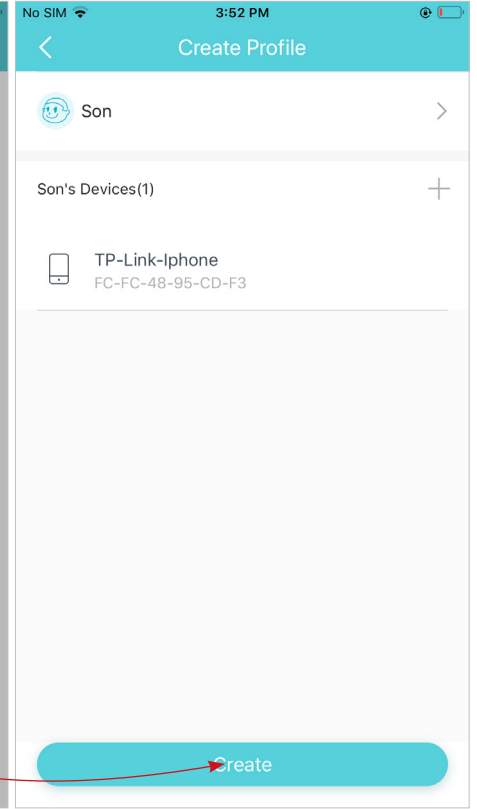 No SIM 3:52 PM
Create Profile
Son
Son's Devices(1)
TP-Link-Iphone
FC-FC-48-95-CD-F3
Create